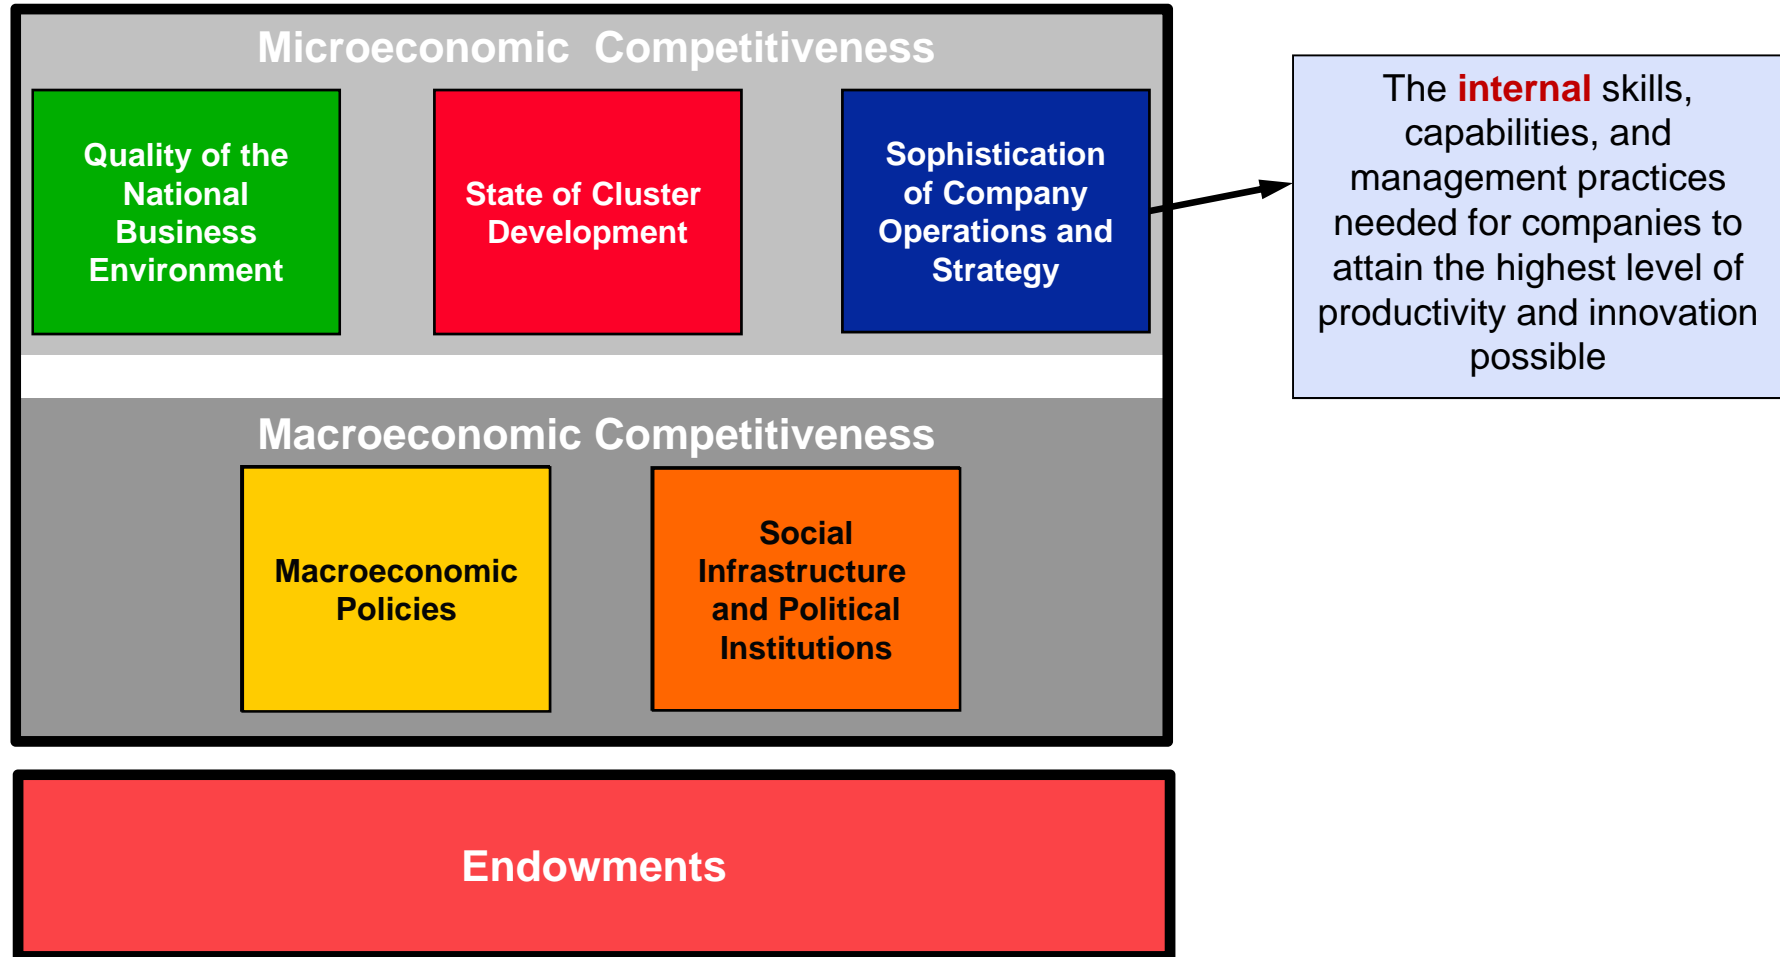 Microeconomic  Competitiveness
Quality of the
National
Business
Environment
State of Cluster
Development
Sophistication
of Company
Operations and
Strategy
The internal skills,
capabilities, and
management practices
needed for companies to
attain the highest level of
productivity and innovation
possible
Macroeconomic Competitiveness
Macroeconomic
Policies
Social
Infrastructure
and Political
Institutions
Endowments